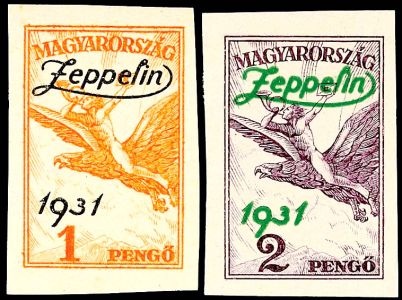 MAGYARORSZÁG
Zeppelin
1931
1 PENGŐ
MAGYARORSZÁG
Zeppelin
1931
2 PENGŐ